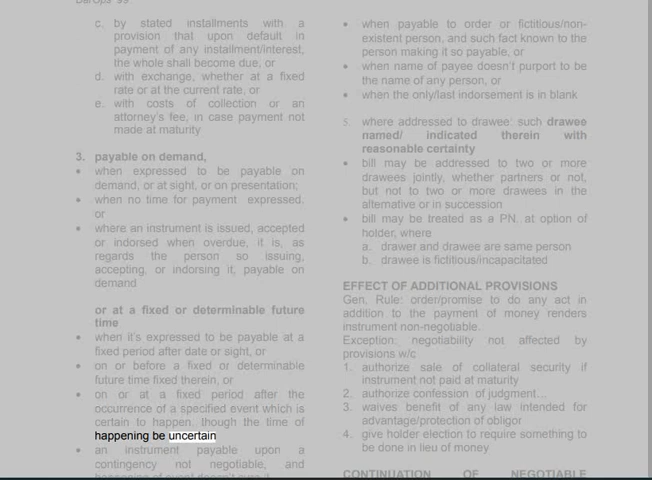 BarOps '99
c. by stated installments with a
provision that upon default in
payment of any installment/interest,
the whole shall become due, or
d. with exchange, whether at a fixed
rate or at the current rate, or
e. with costs of collection or an
attorney's fee, in case payment not
made at maturity
3. payable on demand,
• when expressed to be payable on
demand, or at sight, or on presentation;
• when no time for payment expressed,
or
• where an instrument is issued, accepted
or indorsed when overdue, it is, as
regards the person so issuing,
accepting, or indorsing it, payable on
demand
or at a fixed or determinable future
time
• when it's expressed to be payable at a
fixed period after date or sight, or
• on or before a fixed or determinable
future time fixed therein, or
• on or at a fixed period after the
occurrence of a specified event which is
certain to happen, though the time of
happening be uncertain
• an instrument payable upon a
contingency not negotiable, and
happening of event doesn't cure it
• when payable to order or fictitious/non-
existent person, and such fact known to the
person making it so payable, or
• when name of payee doesn't purport to be
the name of any person, or
• when the only/last indorsement is in blank
5. where addressed to drawee: such drawee
named/ indicated therein with
reasonable certainty
• bill may be addressed to two or more
drawees jointly, whether partners or not,
but not to two or more drawees in the
alternative or in succession
• bill may be treated as a PN, at option of
holder, where
a. drawer and drawee are same person
b. drawee is fictitious/incapacitated
EFFECT OF ADDITIONAL PROVISIONS
Gen. Rule: order/promise to do any act in
addition to the payment of money renders
instrument non-negotiable.
Exception: negotiability not affected by
provisions w/c
1. authorize sale of collateral security if
instrument not paid at maturity
2. authorize confession of judgment...
3. waives benefit of any law intended for
advantage/protection of obligor
4. give holder election to require something to
be done in lieu of money
CONTINUATION OF NEGOTIABLE